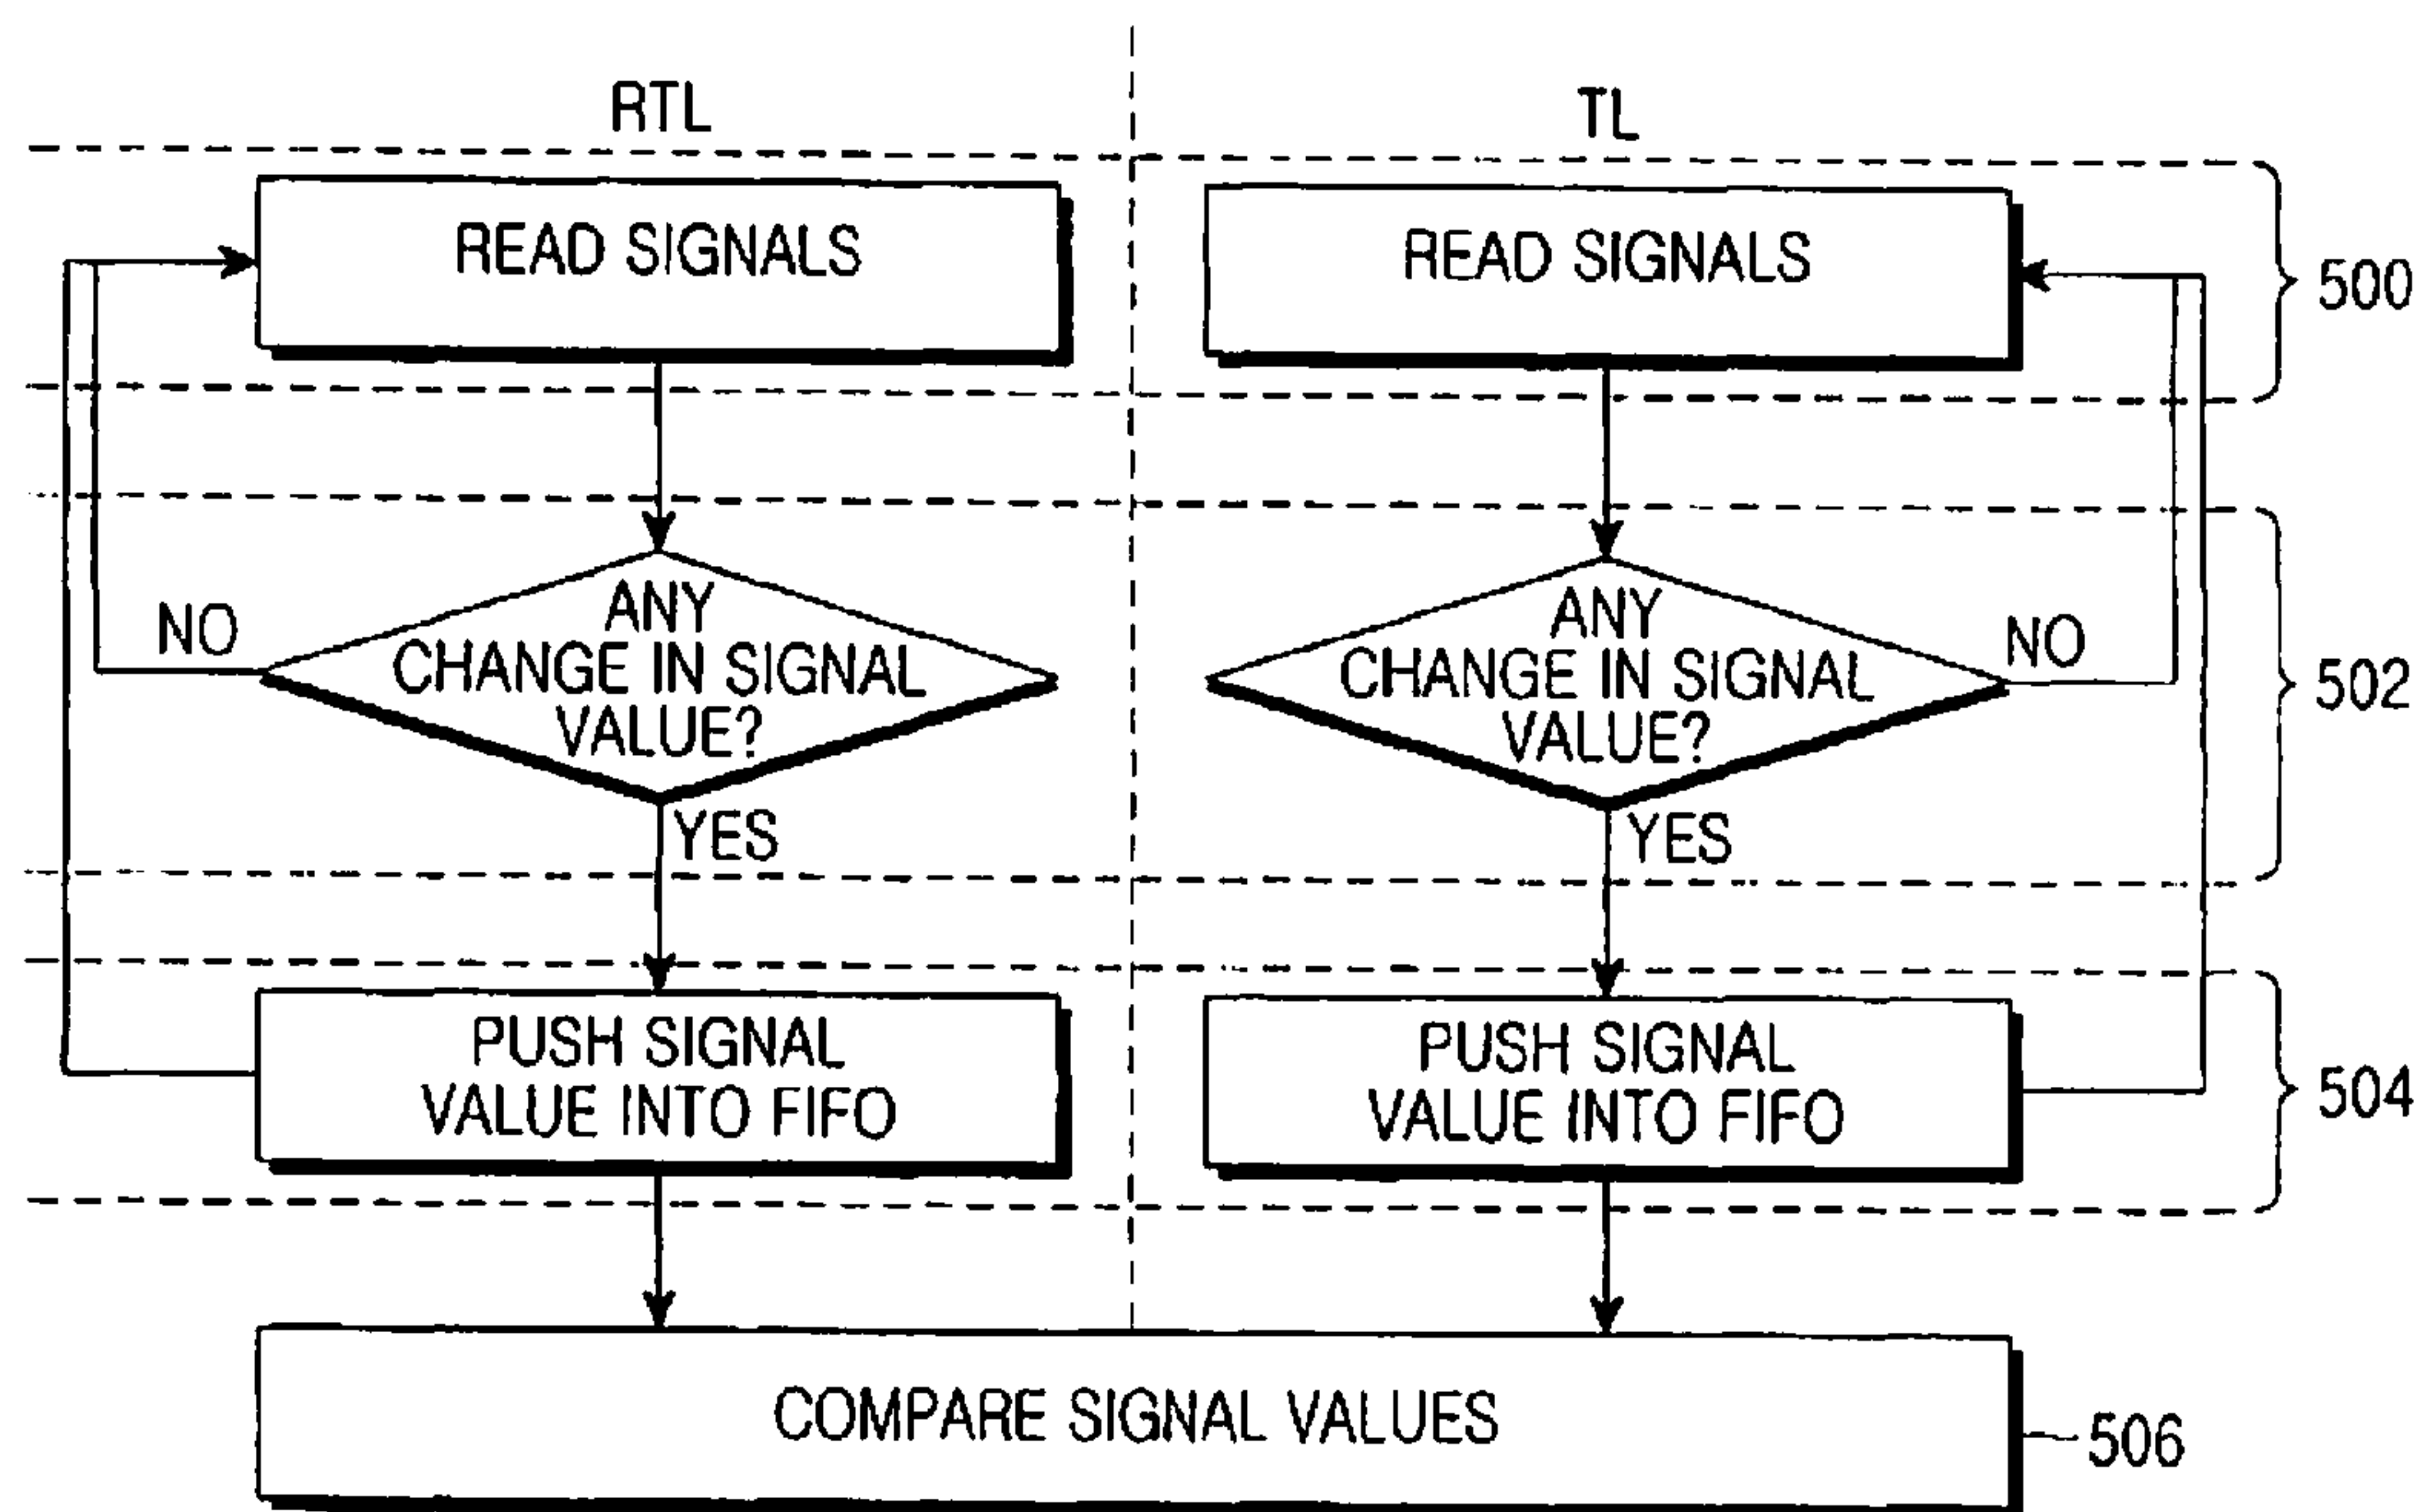 RTL
TL
READ SIGNALS
READ SIGNALS
500
ANY
CHANGE IN SIGNAL
VALUE?
NO
YES
ANY
CHANGE IN SIGNAL
VALUE?
NO
YES
502
PUSH SIGNAL
VALUE INTO FIFO
PUSH SIGNAL
VALUE INTO FIFO
504
COMPARE SIGNAL VALUES
506